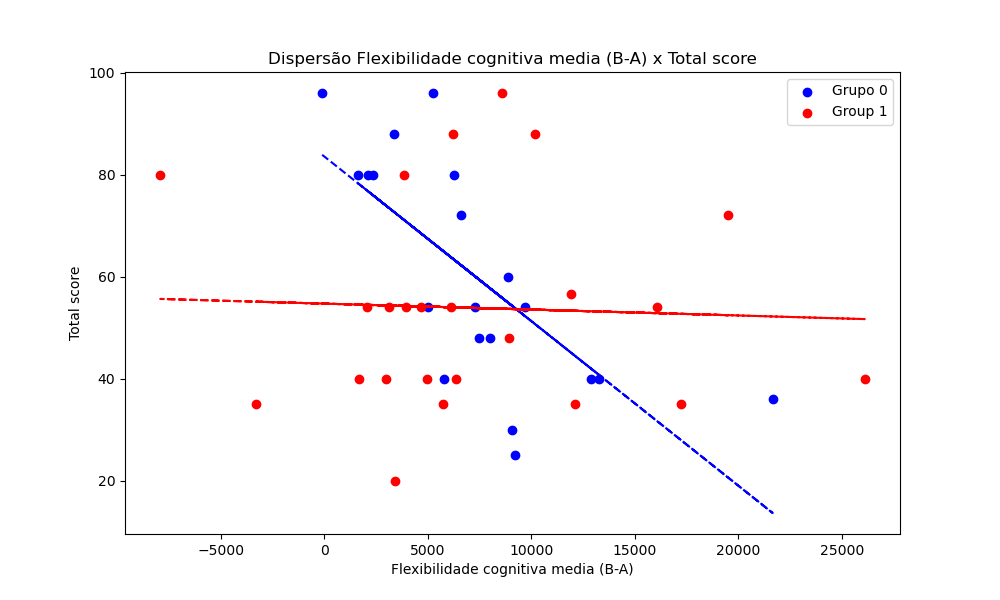 Dispersão Flexibilidade cognitiva media (B-A) x Total score
Grupo 0
Group 1
100
80
60
40
20
Total score
−5000
0
5000
10000
15000
20000
25000
Flexibilidade cognitiva media (B-A)